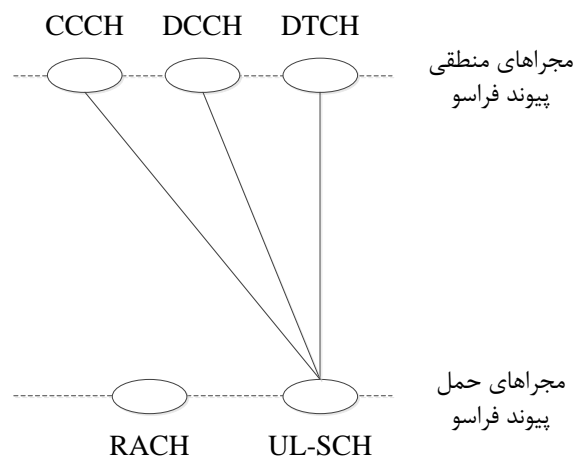 CCCH DCCH DTCH
مجراهای منطقی
پیوند فراسو
مجراهای حمل
پیوند فراسو
RACH UL-SCH